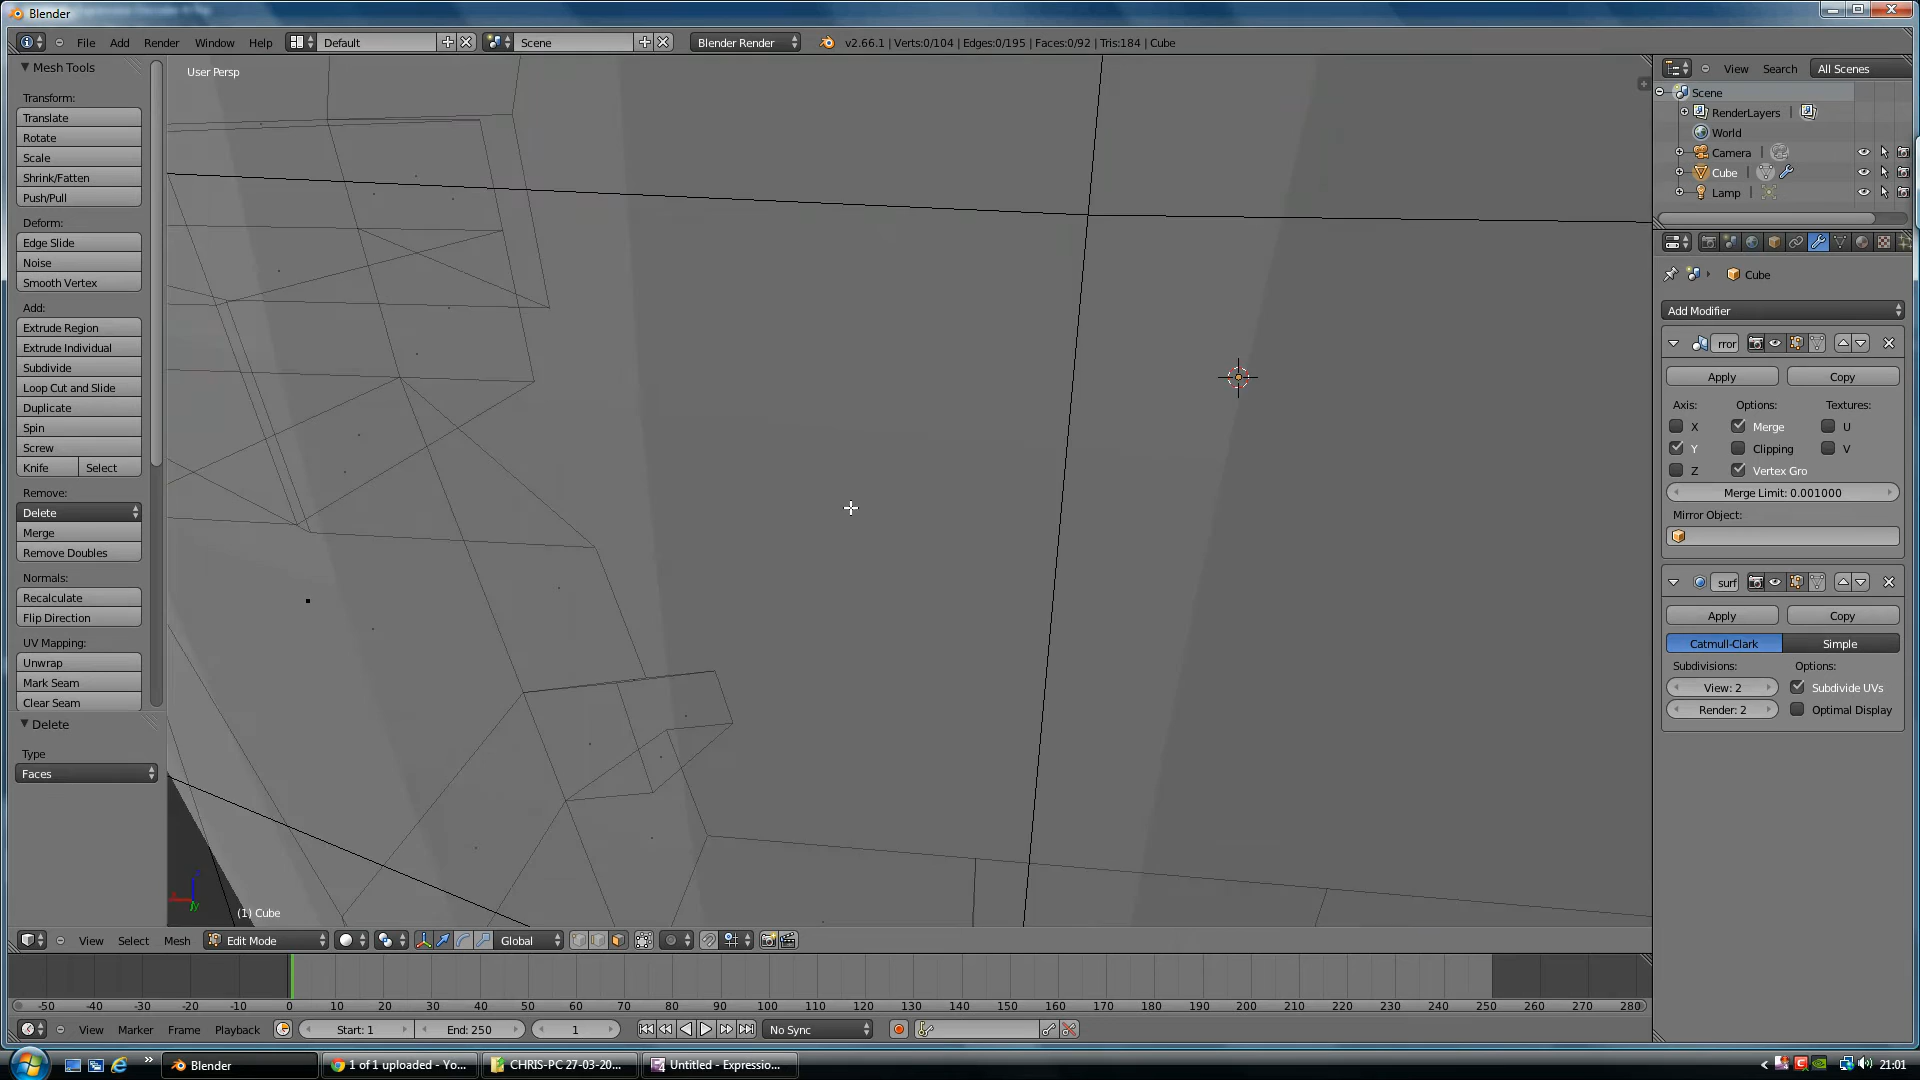 Blender
File Add Render Window Help Default Scene Blender Render v2.66.1 | Verts:0/104 | Edges:0/195 | Faces:0/92 | Tris:184 | Cube
Mesh Tools
Transform:
Translate
Rotate
Scale
Shrink/Fatten
Push/Pull
Deform:
Edge Slide
Noise
Smooth Vertex
Add:
Extrude Region
Extrude Individual
Subdivide
Loop Cut and Slide
Duplicate
Spin
Screw
Knife Select
Remove:
Delete
Merge
Remove Doubles
Normals:
Recalculate
Flip Direction
UV Mapping:
Unwrap
Mark Seam
Clear Seam
Delete
Type
Faces
User Persp
(1) Cube
View Search All Scenes
Scene
RenderLayers |
World
Camera |
Cube |
Lamp |
Cube
Add Modifier
rror
Apply Copy
Axis: Options: Textures:
X Merge U
Y Clipping V
Z Vertex Gro
Merge Limit: 0.001000
Mirror Object:
surf
Apply Copy
Catmull-Clark Simple
Subdivisions: Options:
View: 2 Subdivide UVs
Render: 2 Optimal Display
View Select Mesh Edit Mode Global
-50 -40 -30 -20 -10 0 10 20 30 40 50 60 70 80 90 100 110 120 130 140 150 160 170 180 190 200 210 220 230 240 250 260 270 280
View Marker Frame Playback Start: 1 End: 250 1 No Sync
Blender 1 of 1 uploaded - Yo... CHRIS-PC 27-03-20... Untitled - Expressio... 21:01